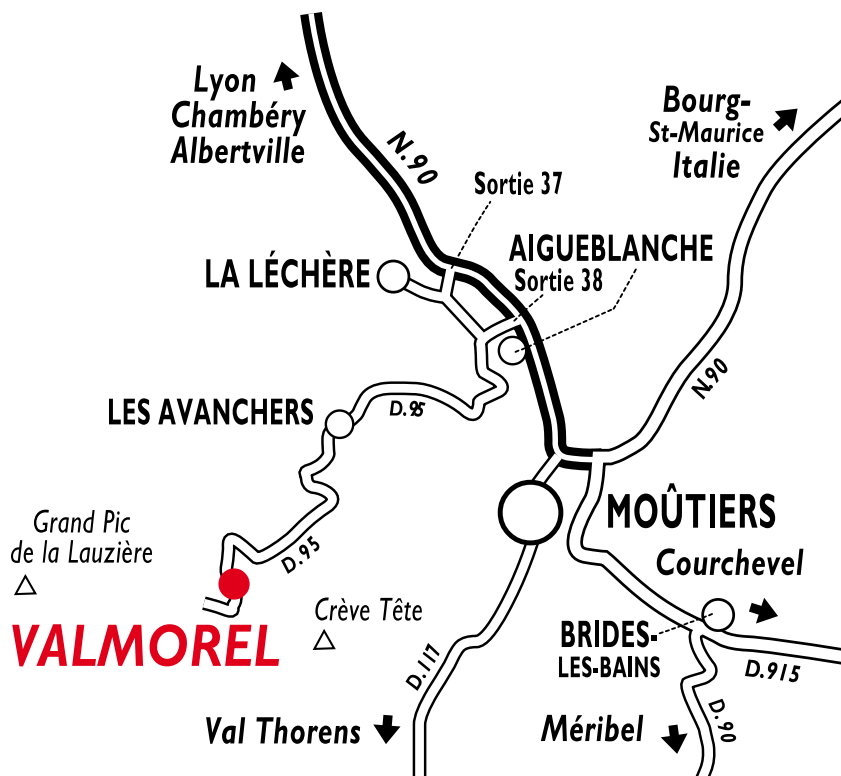 Lyon
Chambéry
Albertville
N.90
Bourg-
St-Maurice
Italie
Sortie 37
AIGUEBLANCHE
LA LÉCHÈRE
Sortie 38
N.90
D.95
LES AVANCHERS
MOÛTIERS
Grand Pic
de la Lauzière
D.95
Courchevel
Crève Tête
VALMOREL
BRIDES-
LES-BAINS
D.117
D.915
Val Thorens
Méribel
D.90